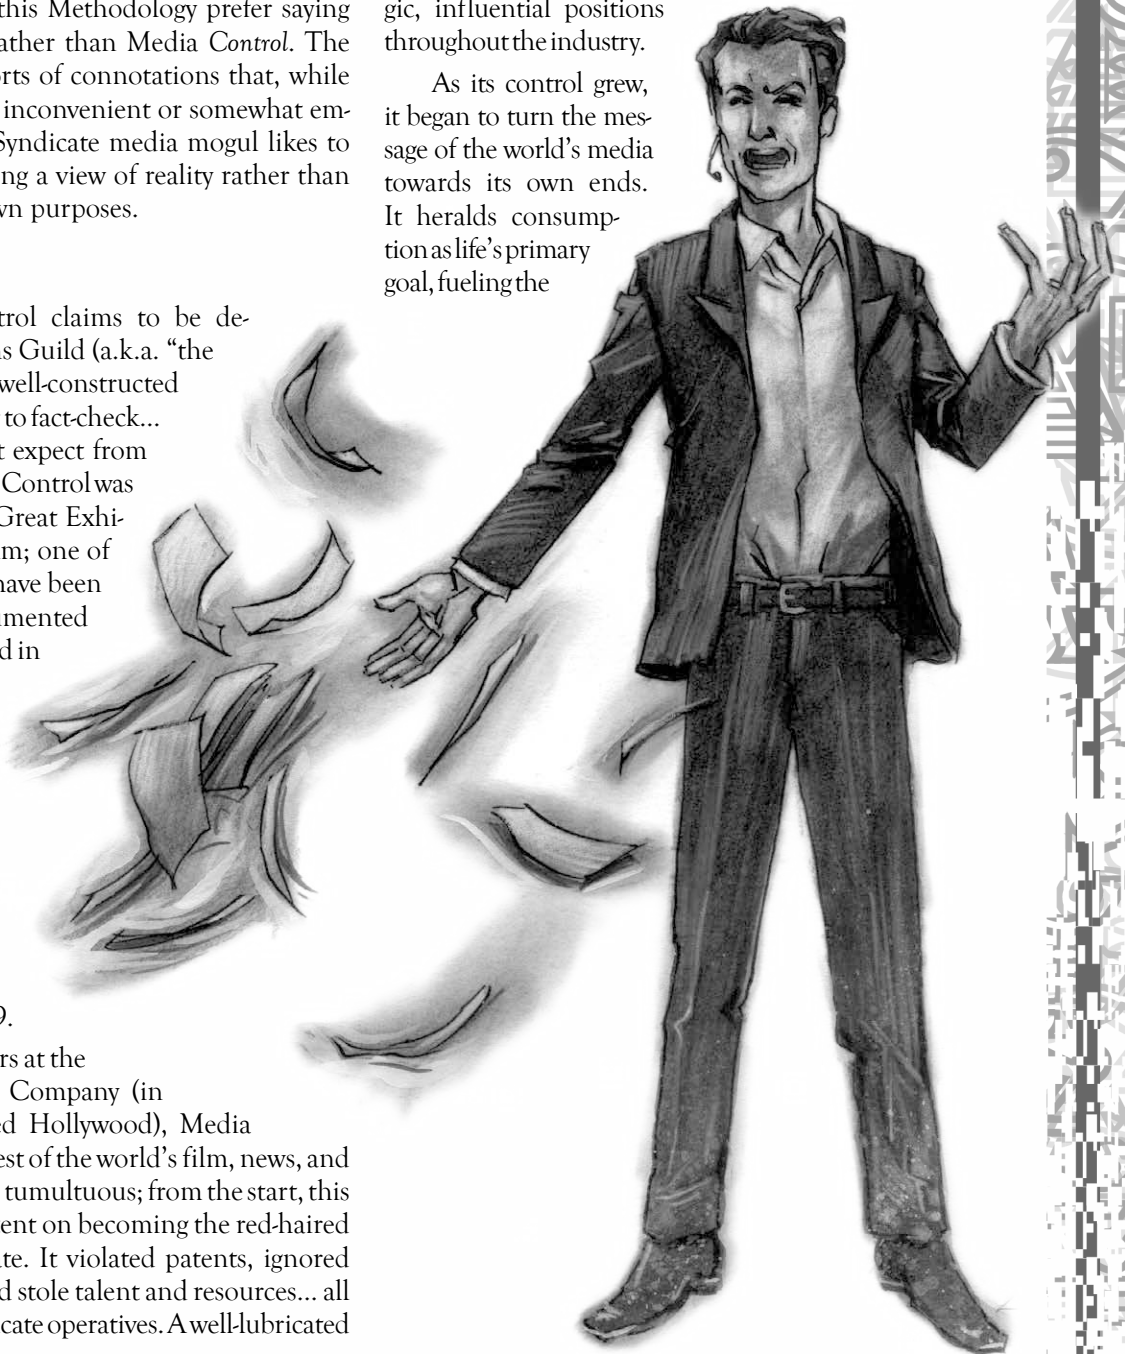 this Methodology prefer saying
ather than Media Control. The
orts of connotations that, while
inconvenient or somewhat em-
Syndicate media mogul likes to
ng a view of reality rather than
wn purposes.
trol claims to be de-
ns Guild (a.k.a. “the
well-constructed
to fact-check...
t expect from
Control was
Great Exhi-
m; one of
have been
umented
d in
9.
rs at the
Company (in
ed Hollywood), Media
est of the world’s film, news, and
tumultuous; from the start, this
ent on becoming the red-haired
ate. It violated patents, ignored
d stole talent and resources... all
cate operatives. A well-lubricated
gic, influential positions
throughout the industry.
As its control grew,
it began to turn the mes-
sage of the world’s media
towards its own ends.
It heralds consump-
tion as life’s primary
goal, fueling the